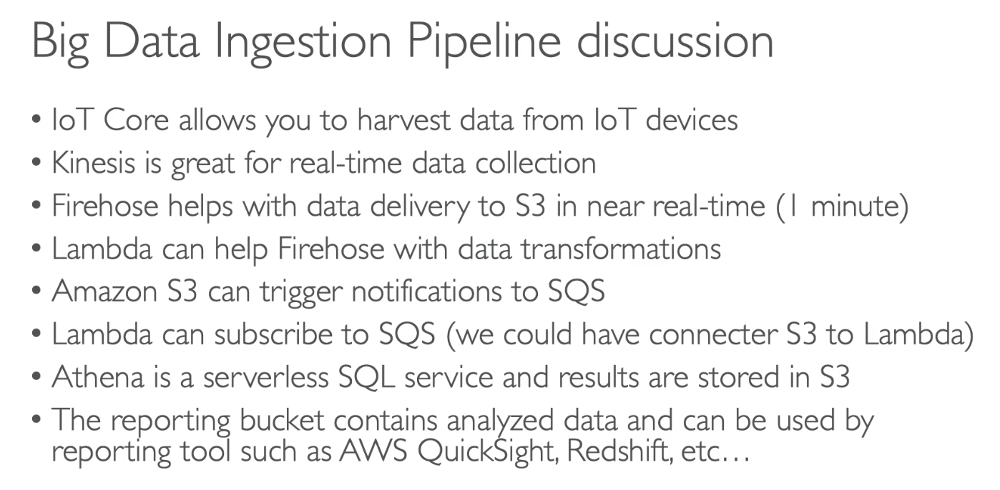 Big Data Ingestion Pipeline discussion
• IoT Core allows you to harvest data from IoT devices
• Kinesis is great for real-time data collection
• Firehose helps with data delivery to S3 in near real-time (1 minute)
• Lambda can help Firehose with data transformations
• Amazon S3 can trigger notifications to SQS
• Lambda can subscribe to SQS (we could have connecter S3 to Lambda)
• Athena is a serverless SQL service and results are stored in S3
• The reporting bucket contains analyzed data and can be used by
reporting tool such as AWS QuickSight, Redshift, etc…